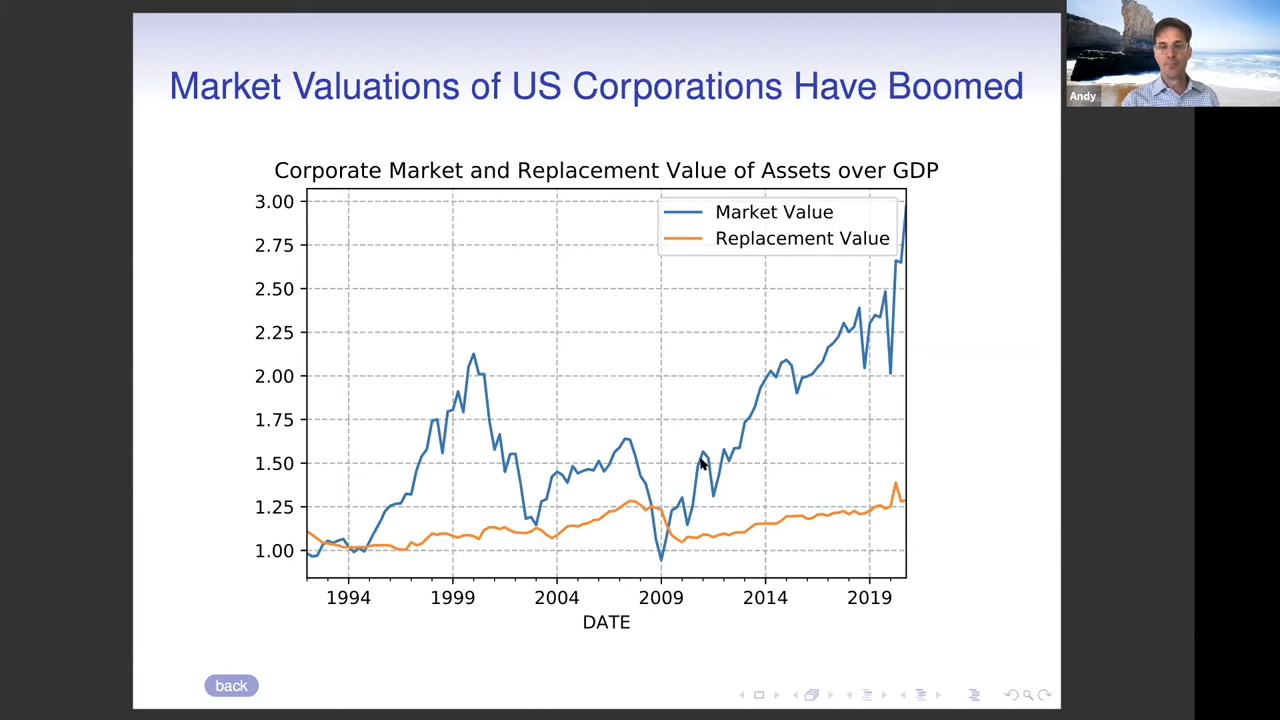 Market Valuations of US Corporations Have Boomed
Andy
Corporate Market and Replacement Value of Assets over GDP
Market Value
Replacement Value
3.00
2.75
2.50
2.25
2.00
1.75
1.50
1.25
1.00
1994 1999 2004 2009 2014 2019
DATE
back